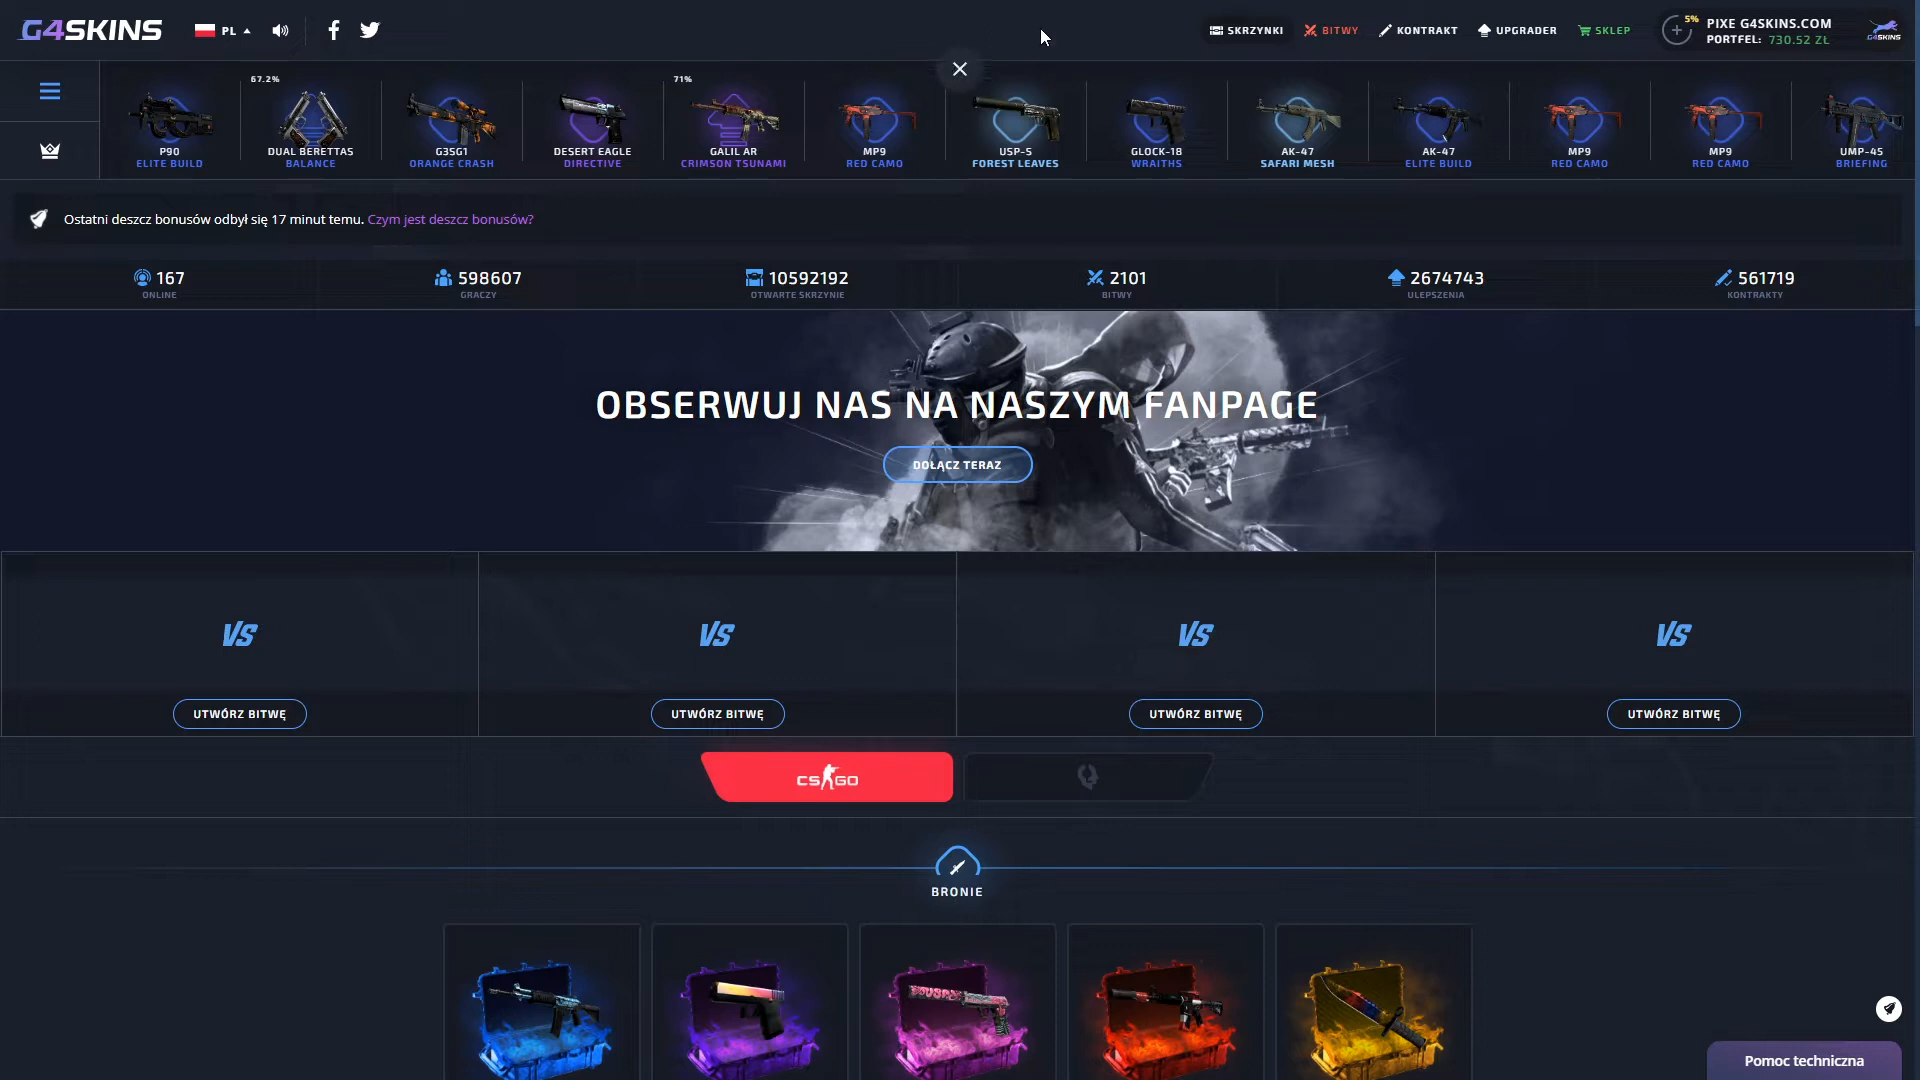 G4SKINS
PL
SKRZYNKI
BITWY
KONTRAKT
UPGRADER
SKLEP
5%
PIXE G4SKINS.COM
PORTFEL: 730.52 ZŁ
G4SKINS
P90
ELITE BUILD
67.2%
DUAL BERETTAS
BALANCE
G3SG1
ORANGE CRASH
DESERT EAGLE
DIRECTIVE
71%
GALIL AR
CRIMSON TSUNAMI
MP9
RED CAMO
USP-S
FOREST LEAVES
GLOCK-18
WRAITHS
AK-47
SAFARI MESH
AK-47
ELITE BUILD
MP9
RED CAMO
MP9
RED CAMO
UMP-45
BRIEFING
Ostatni deszcz bonusów odbył się 17 minut temu. Czym jest deszcz bonusów?
167
ONLINE
598607
GRACZY
10592192
OTWARTE SKRZYNIE
2101
BITWY
2674743
ULEPSZENIA
561719
KONTRAKTY
OBSERWUJ NAS NA NASZYM FANPAGE
DOŁĄCZ TERAZ
VS
UTWÓRZ BITWĘ
VS
UTWÓRZ BITWĘ
VS
UTWÓRZ BITWĘ
VS
UTWÓRZ BITWĘ
CS GO
BRONIE
Pomoc techniczna